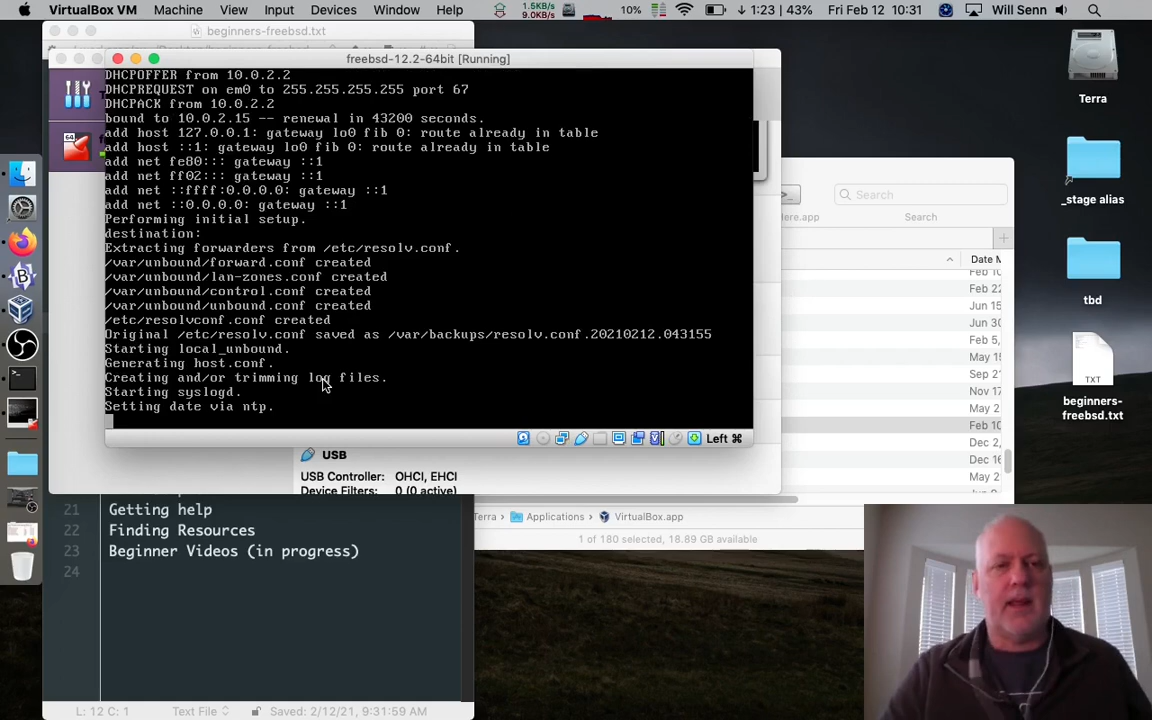 VirtualBox VM Machine View Input Devices Window Help 1.5KB/s 9.0KB/s 10% 1:23 | 43% Fri Feb 12 10:31 Will Senn
beginners-freebsd.txt
freebsd-12.2-64bit [Running]
DHCPOFFER from 10.0.2.2
DHCPREQUEST on em0 to 255.255.255.255 port 67
DHCPACK from 10.0.2.2
bound to 10.0.2.15 -- renewal in 43200 seconds.
add host 127.0.0.1: gateway lo0 fib 0: route already in table
add host ::1: gateway lo0 fib 0: route already in table
add net fe80::: gateway ::1
add net ff02::: gateway ::1
add net ::ffff:0.0.0.0: gateway ::1
add net ::0.0.0.0: gateway ::1
Performing initial setup.
destination:
Extracting forwarders from /etc/resolv.conf.
/var/unbound/forward.conf created
/var/unbound/lan-zones.conf created
/var/unbound/control.conf created
/var/unbound/unbound.conf created
/etc/resolvconf.conf created
Original /etc/resolv.conf saved as /var/backups/resolv.conf.20210212.043155
Starting local_unbound.
Generating host.conf.
Creating and/or trimming log files.
Starting syslogd.
Setting date via ntp.
Left ⌘
64
USB
USB Controller: OHCI, EHCI
Device Filters: 0 (0 active)
Search
ere.app
Search
Date M
Feb 22
Jun 15
Jun 30
Feb 5,
May 15
Sep 27
May 2
Feb 10
Dec 2,
Dec 16
May 2
Terra › Applications › VirtualBox.app
1 of 180 selected, 18.89 GB available
21 Getting help
22 Finding Resources
23 Beginner Videos (in progress)
24
L: 12 C: 1 Text File Saved: 2/12/21, 9:31:59 AM
Terra
_stage alias
tbd
TXT
beginners-
freebsd.txt